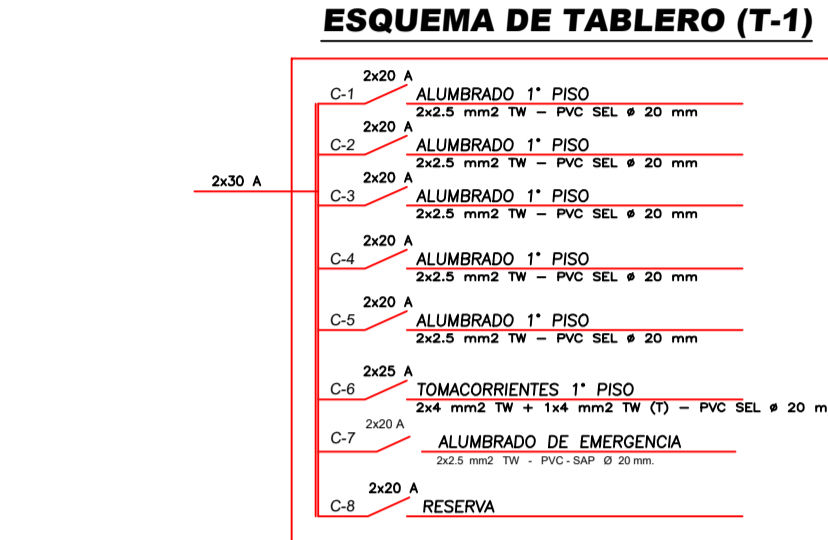 ESQUEMA DE TABLERO (T-1)
2x30 A
2x20 A
C-1 ALUMBRADO 1° PISO
2x2.5 mm2 TW – PVC SEL ø 20 mm
2x20 A
C-2 ALUMBRADO 1° PISO
2x2.5 mm2 TW – PVC SEL ø 20 mm
2x20 A
C-3 ALUMBRADO 1° PISO
2x2.5 mm2 TW – PVC SEL ø 20 mm
2x20 A
C-4 ALUMBRADO 1° PISO
2x2.5 mm2 TW – PVC SEL ø 20 mm
2x20 A
C-5 ALUMBRADO 1° PISO
2x2.5 mm2 TW – PVC SEL ø 20 mm
2x25 A
C-6 TOMACORRIENTES 1° PISO
2x4 mm2 TW + 1x4 mm2 TW (T) – PVC SEL ø 20 m
2x20 A
C-7 ALUMBRADO DE EMERGENCIA
2x2.5 mm2 TW - PVC-SAP Ø 20 mm.
2x20 A
C-8 RESERVA